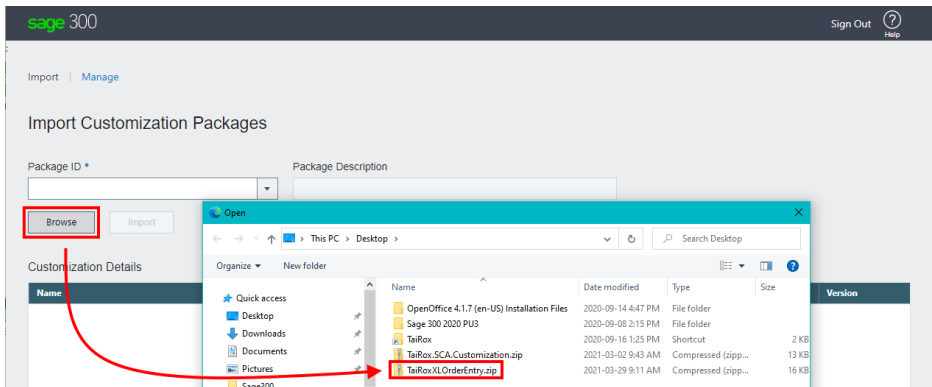 sage 300
Sign Out
?
Help
Import | Manage
Import Customization Packages
Package ID *
Package Description
Browse
Import
Open
This PC > Desktop >
Search Desktop
Organize
New folder
?
Customization Details
Name
Version
Name
Date modified
Type
Size
Quick access
Desktop
Downloads
Documents
Pictures
Sage300
OpenOffice 4.1.7 (en-US) Installation Files 2020-09-14 4:47 PM File folder
Sage 300 2020 PU3 2020-09-08 2:15 PM File folder
TaiRox 2020-09-16 1:25 PM Shortcut 2 KB
TaiRox.SCA.Customization.zip 2021-03-02 9:43 AM Compressed (zipp... 13 KB
TaiRoxXLOrderEntry.zip 2021-03-29 9:11 AM Compressed (zipp... 16 KB